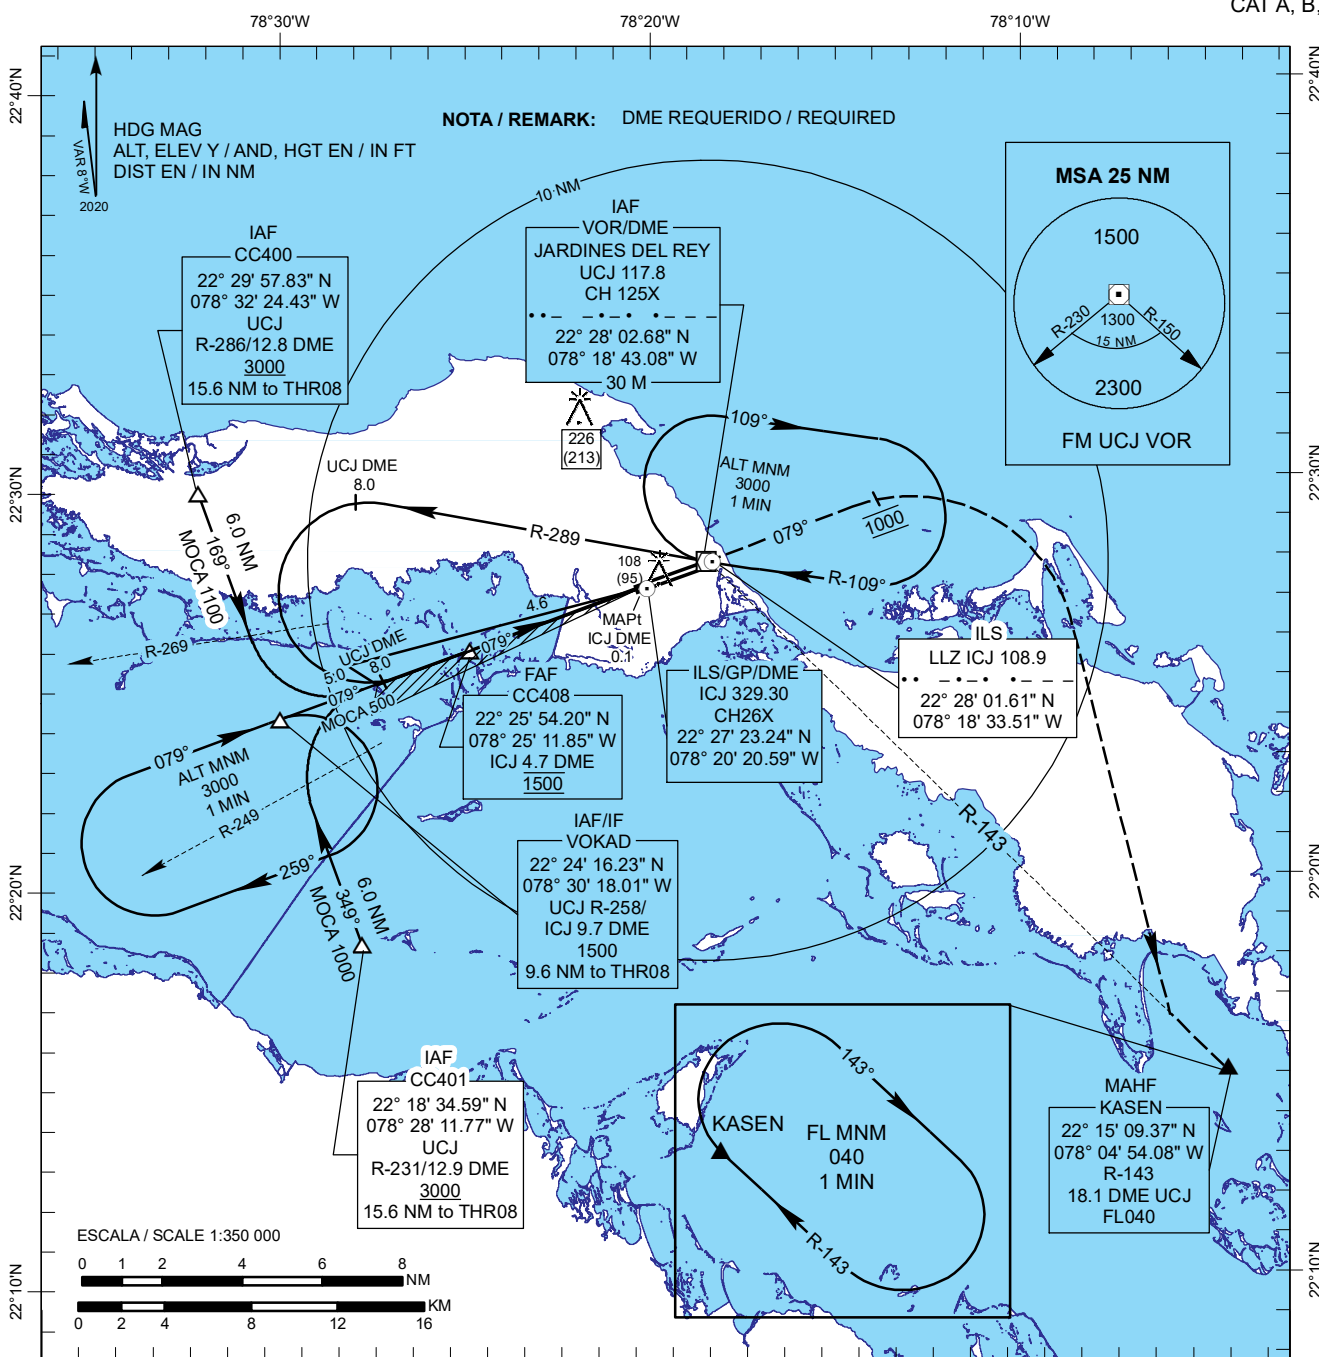 CAT A, B,
78°30'W
78°20'W
78°10'W
22°40'N
22°40'N
HDG MAG
ALT, ELEV Y / AND, HGT EN / IN FT
DIST EN / IN NM
VAR 8°W
2020
NOTA / REMARK: DME REQUERIDO / REQUIRED
MSA 25 NM
1500
R-230
1300
15 NM
R-150
2300
FM UCJ VOR
10 NM
IAF
CC400
22° 29' 57.83" N
078° 32' 24.43" W
UCJ
R-286/12.8 DME
3000
15.6 NM to THR08
IAF
VOR/DME
JARDINES DEL REY
UCJ 117.8
CH 125X
22° 28' 02.68" N
078° 18' 43.08" W
30 M
226
(213)
109°
ALT MNM
3000
1 MIN
079°
1000
R-109°
UCJ DME
8.0
R-289
22°30'N
22°30'N
6.0 NM
169°
MOCA 1100
108
(95)
MAPt
ICJ DME
0.1
4.6
R-269
UCJ DME
8.0
5.0
079°
079°
MOCA 500
ILS
LLZ ICJ 108.9
22° 28' 01.61" N
078° 18' 33.51" W
ILS/GP/DME
ICJ 329.30
CH26X
22° 27' 23.24" N
078° 20' 20.59" W
FAF
CC408
22° 25' 54.20" N
078° 25' 11.85" W
ICJ 4.7 DME
1500
079°
ALT MNM
3000
1 MIN
R-249
259°
IAF/IF
VOKAD
22° 24' 16.23" N
078° 30' 18.01" W
UCJ R-258/
ICJ 9.7 DME
1500
9.6 NM to THR08
R-143
22°20'N
22°20'N
6.0 NM
349°
MOCA 1000
IAF
CC401
22° 18' 34.59" N
078° 28' 11.77" W
UCJ
R-231/12.9 DME
3000
15.6 NM to THR08
143°
KASEN
FL MNM
040
1 MIN
R-143
MAHF
KASEN
22° 15' 09.37" N
078° 04' 54.08" W
R-143
18.1 DME UCJ
FL040
22°10'N
22°10'N
ESCALA / SCALE 1:350 000
0 1 2 4 6 8
NM
KM
0 2 4 8 12 16